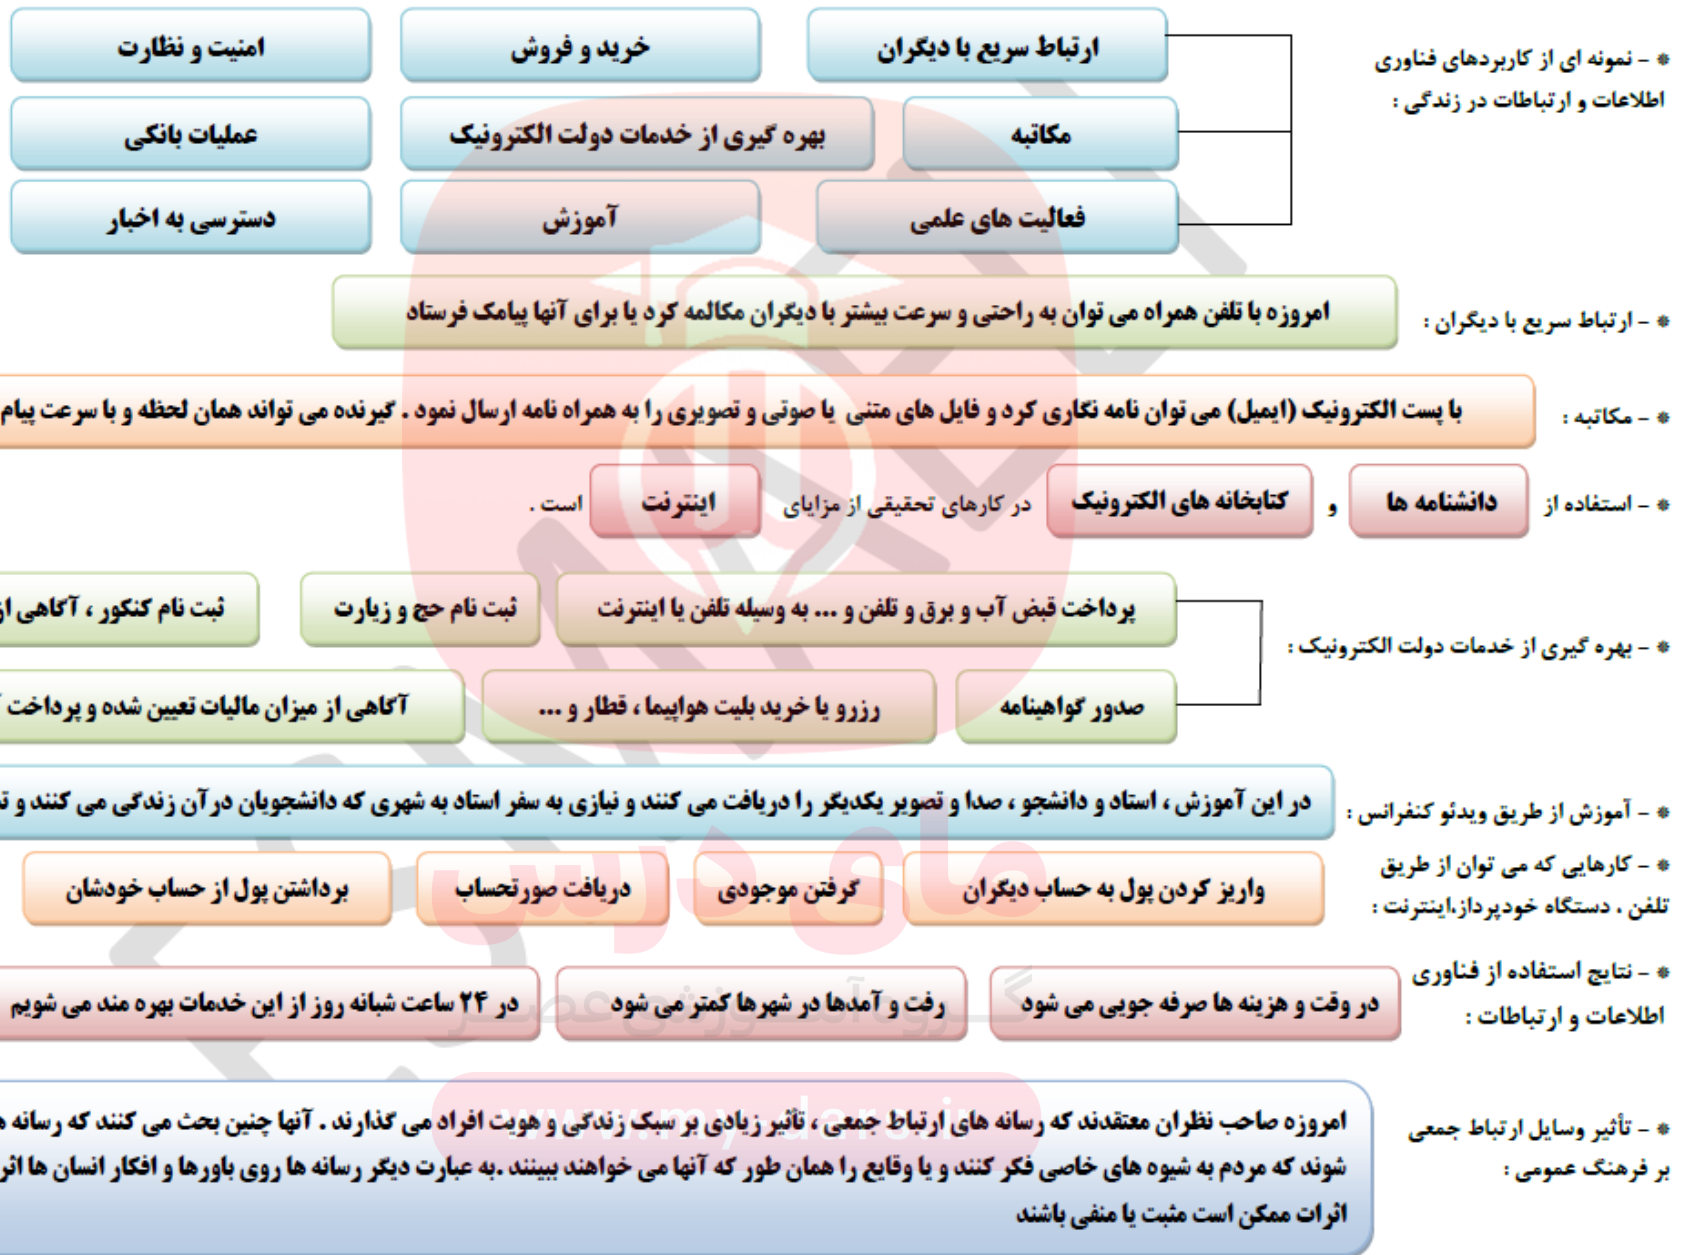 * - نمونه ای از کاربردهای فناوری
اطلاعات و ارتباطات در زندگی :
ارتباط سریع با دیگران
خرید و فروش
امنیت و نظارت
مکاتبه
بهره گیری از خدمات دولت الکترونیک
عملیات بانکی
فعالیت های علمی
آموزش
دسترسی به اخبار
* - ارتباط سریع با دیگران :
امروزه با تلفن همراه می توان به راحتی و سرعت بیشتر با دیگران مکالمه کرد یا برای آنها پیامک فرستاد
* - مکاتبه :
با پست الکترونیک (ایمیل) می توان نامه نگاری کرد و فایل های متنی یا صوتی و تصویری را به همراه نامه ارسال نمود . گیرنده می تواند همان لحظه و با سرعت پیام
* - استفاده از دانشنامه ها و کتابخانه های الکترونیک در کارهای تحقیقی از مزایای اینترنت است .
* - بهره گیری از خدمات دولت الکترونیک :
پرداخت قبض آب و برق و تلفن و ... به وسیله تلفن یا اینترنت
ثبت نام حج و زیارت
ثبت نام کنکور ، آگاهی از
صدور گواهینامه
رزرو یا خرید بلیت هواپیما ، قطار و ...
آگاهی از میزان مالیات تعیین شده و پرداخت
* - آموزش از طریق ویدئو کنفرانس :
در این آموزش ، استاد و دانشجو ، صدا و تصویر یکدیگر را دریافت می کنند و نیازی به سفر استاد به شهری که دانشجویان در آن زندگی می کنند و
* - کارهایی که می توان از طریق
تلفن ، دستگاه خودپرداز،اینترنت :
واریز کردن پول به حساب دیگران
گرفتن موجودی
دریافت صورتحساب
برداشتن پول از حساب خودشان
* - نتایج استفاده از فناوری
اطلاعات و ارتباطات :
در وقت و هزینه ها صرفه جویی می شود
رفت و آمدها در شهرها کمتر می شود
در ۲۴ ساعت شبانه روز از این خدمات بهره مند می شویم
* - تأثیر وسایل ارتباط جمعی
بر فرهنگ عمومی :
امروزه صاحب نظران معتقدند که رسانه های ارتباط جمعی ، تأثیر زیادی بر سبک زندگی و هویت افراد می گذارند . آنها چنین بحث می کنند که رسانه
شوند که مردم به شیوه های خاصی فکر کنند و یا وقایع را همان طور که آنها می خواهند ببینند .به عبارت دیگر رسانه ها روی باورها و افکار انسان ها اثر
اثرات ممکن است مثبت یا منفی باشند
مای درس
گروه آموزشی عصر
www.my-dars.ir